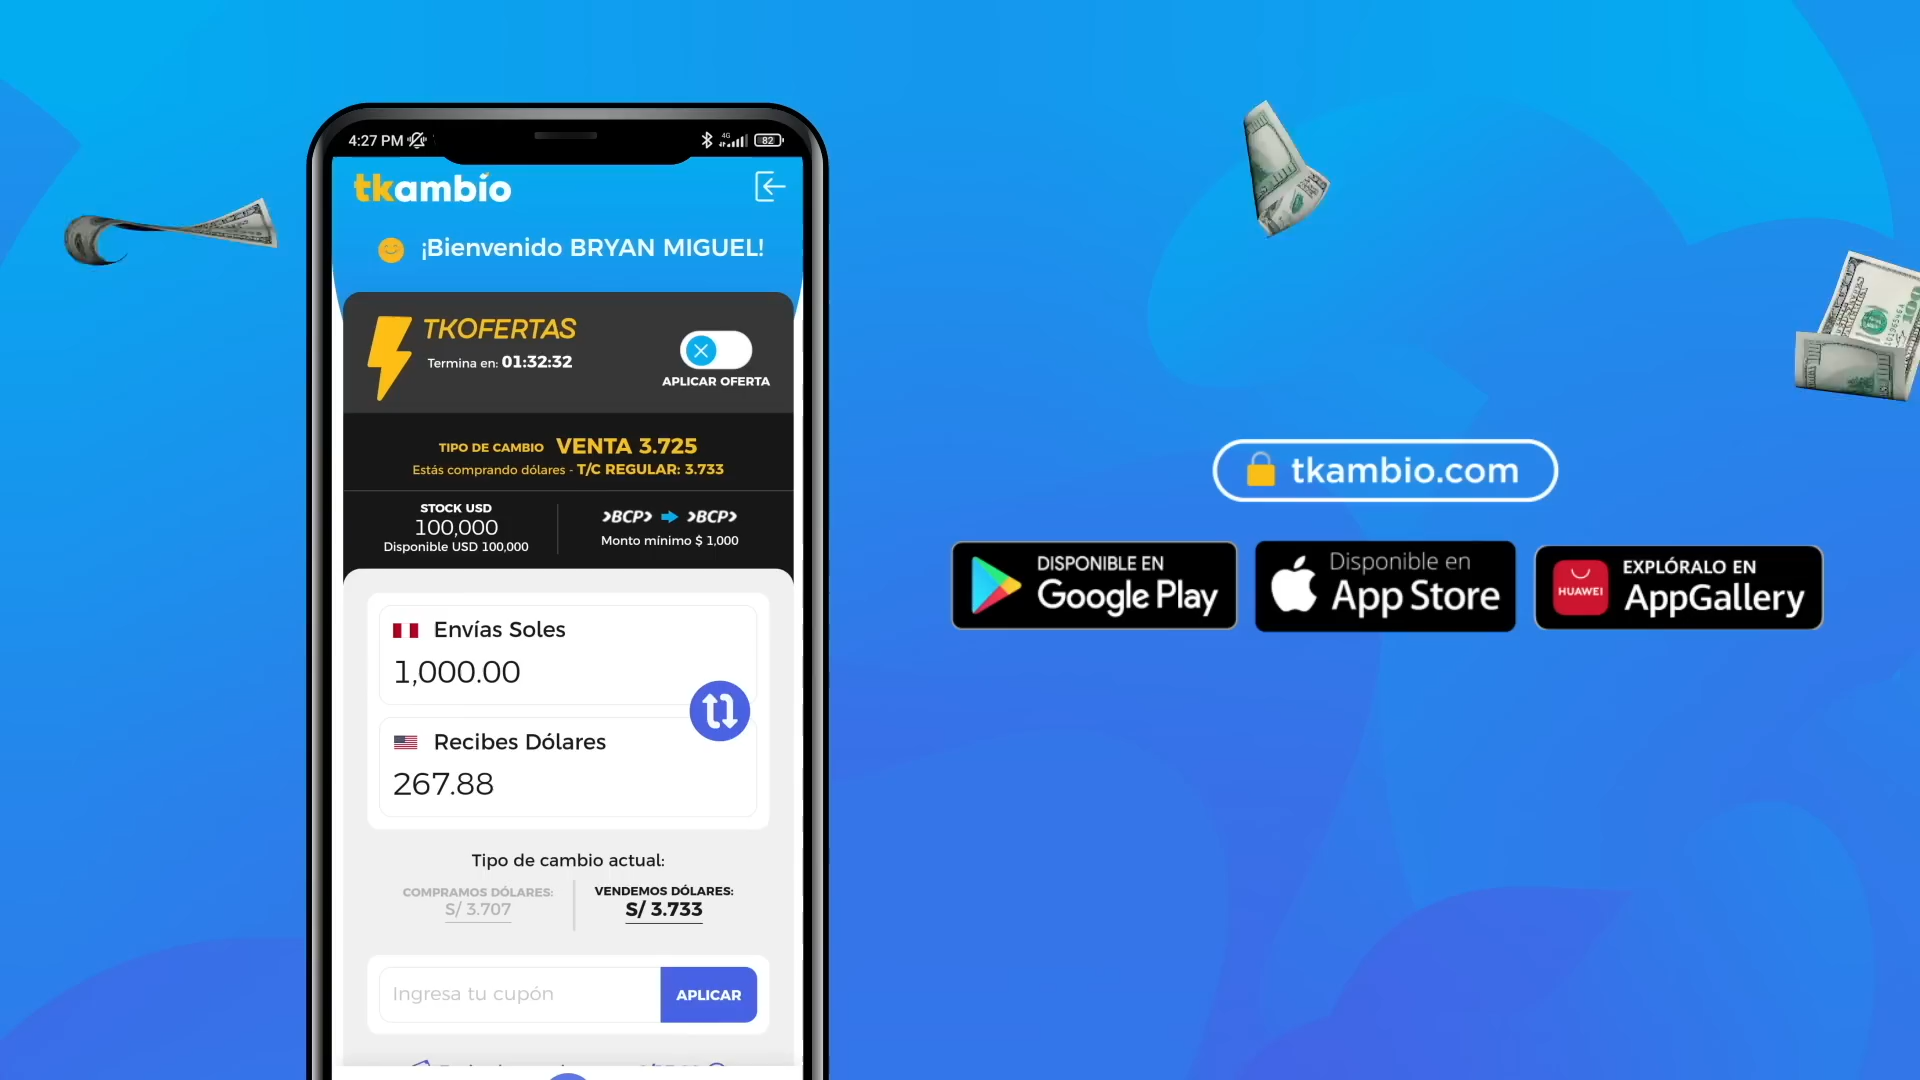 4:27 PM
4G
82
tkambio
¡Bienvenido BRYAN MIGUEL!
TKOFERTAS
Termina en: 01:32:32
APLICAR OFERTA
TIPO DE CAMBIO VENTA 3.725
Estás comprando dólares - T/C REGULAR: 3.733
STOCK USD
100,000
Disponible USD 100,000
BCP BCP
Monto mínimo $ 1,000
Envías Soles
1,000.00
Recibes Dólares
267.88
Tipo de cambio actual:
COMPRAMOS DÓLARES:
S/ 3.707
VENDEMOS DÓLARES:
S/ 3.733
Ingresa tu cupón
APLICAR
tkambio.com
DISPONIBLE EN
Google Play
Disponible en
App Store
HUAWEI
EXPLÓRALO EN
AppGallery